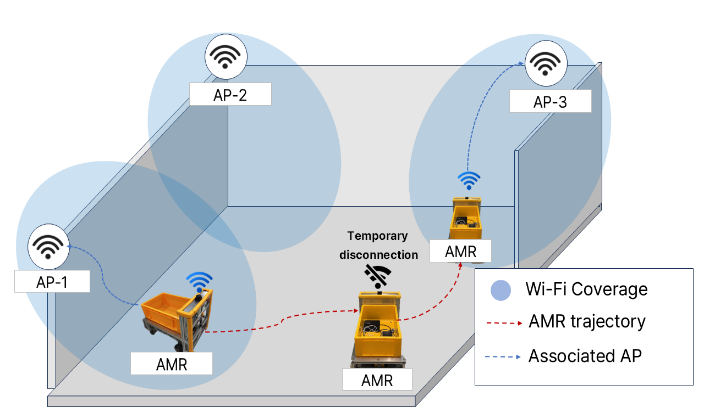 AP-2
AP-3
AP-1
Temporary
disconnection
AMR
AMR
AMR
Wi-Fi Coverage
AMR trajectory
Associated AP